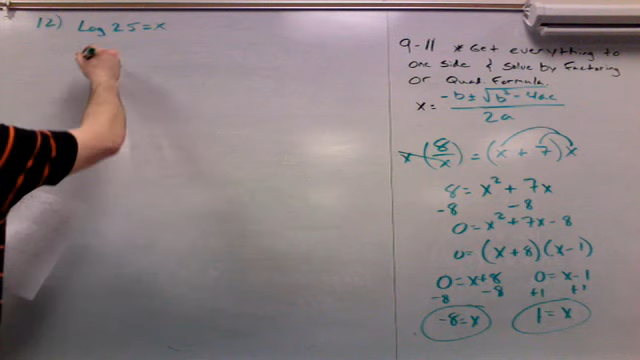 12) Log 25 = x
9-11 * Get everything to
one side & solve by factoring
or Quad. Formula.
x = -b ± √b² - 4ac
2a
x (8/x) = (x + 7) x
8 = x² + 7x
-8 -8
0 = x² + 7x - 8
0 = (x + 8)(x - 1)
0 = x + 8 0 = x - 1
-8 -8 +1 +1
-8 = x 1 = x